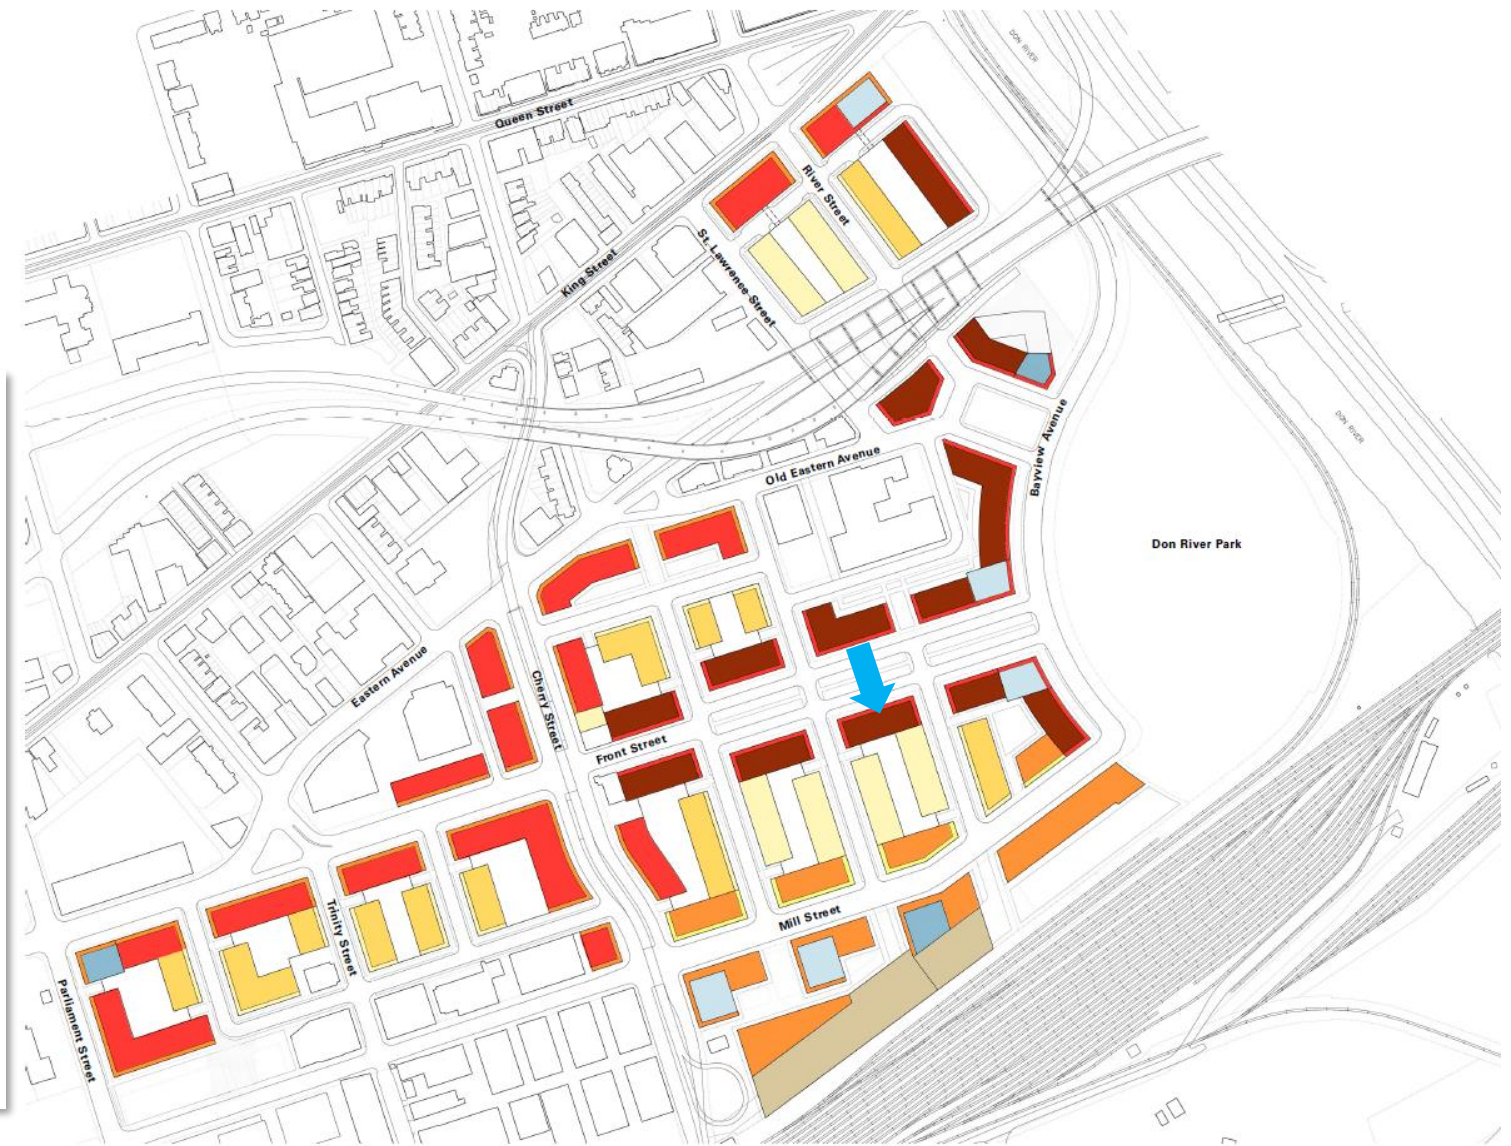 DON RIVER
Queen Street
River Street
St. Lawrence Street
King Street
DON RIVER
Bayview Avenue
Old Eastern Avenue
Don River Park
Eastern Avenue
Cherry Street
Front Street
Mill Street
Trinity Street
Parliament Street